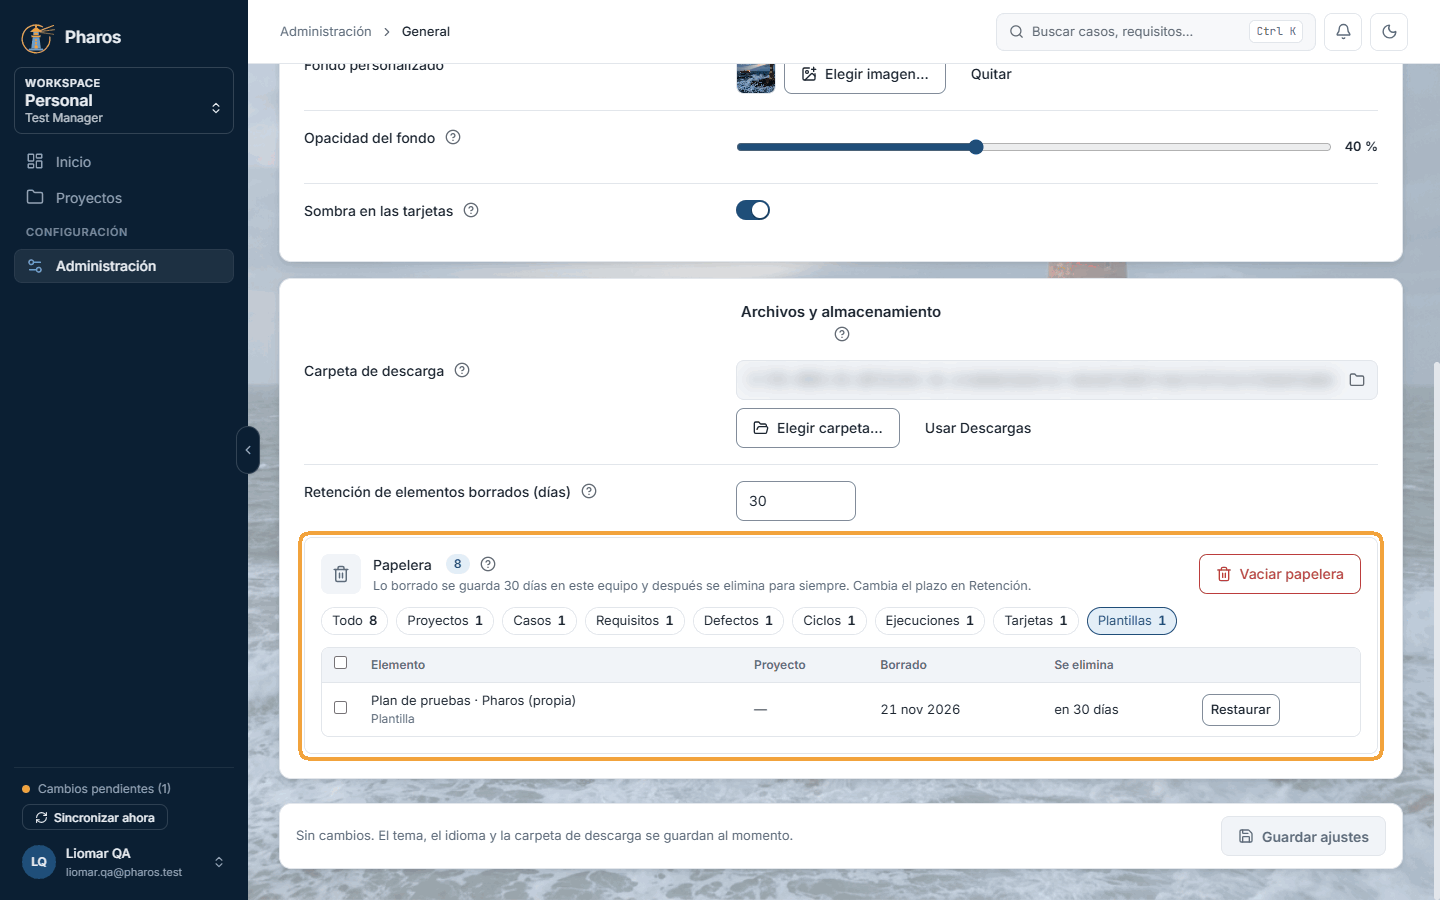 Pharos
WORKSPACE
Personal
Test Manager
Inicio
Proyectos
CONFIGURACIÓN
Administración
Cambios pendientes (1)
Sincronizar ahora
LQ
Liomar QA
liomar.qa@pharos.test
Administración > General
Buscar casos, requisitos... Ctrl K
Fondo personalizado
Elegir imagen... Quitar
Opacidad del fondo
40 %
Sombra en las tarjetas
Archivos y almacenamiento
Carpeta de descarga
Elegir carpeta... Usar Descargas
Retención de elementos borrados (días)
30
Papelera 8
Lo borrado se guarda 30 días en este equipo y después se elimina para siempre. Cambia el plazo en Retención.
Vaciar papelera
Todo 8 Proyectos 1 Casos 1 Requisitos 1 Defectos 1 Ciclos 1 Ejecuciones 1 Tarjetas 1 Plantillas 1
Elemento Proyecto Borrado Se elimina
Plan de pruebas · Pharos (propia)
Plantilla
— 21 nov 2026 en 30 días Restaurar
Sin cambios. El tema, el idioma y la carpeta de descarga se guardan al momento.
Guardar ajustes